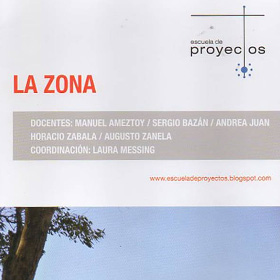 escuela de
proyectos
LA ZONA
DOCENTES: MANUEL AMEZTOY / SERGIO BAZÁN / ANDREA JUAN
HORACIO ZABALA / AUGUSTO ZANELA
COORDINACIÓN: LAURA MESSING
www.escueladeproyectos.blogspot.com